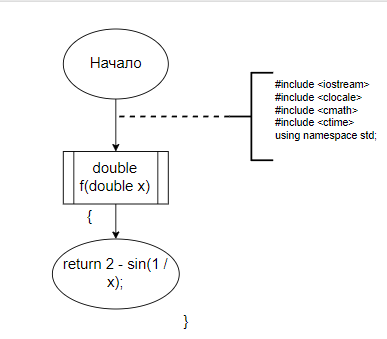 Начало
#include <iostream>
#include <clocale>
#include <cmath>
#include <ctime>
using namespace std;
double
f(double x)
{
return 2 - sin(1 /
x);
}